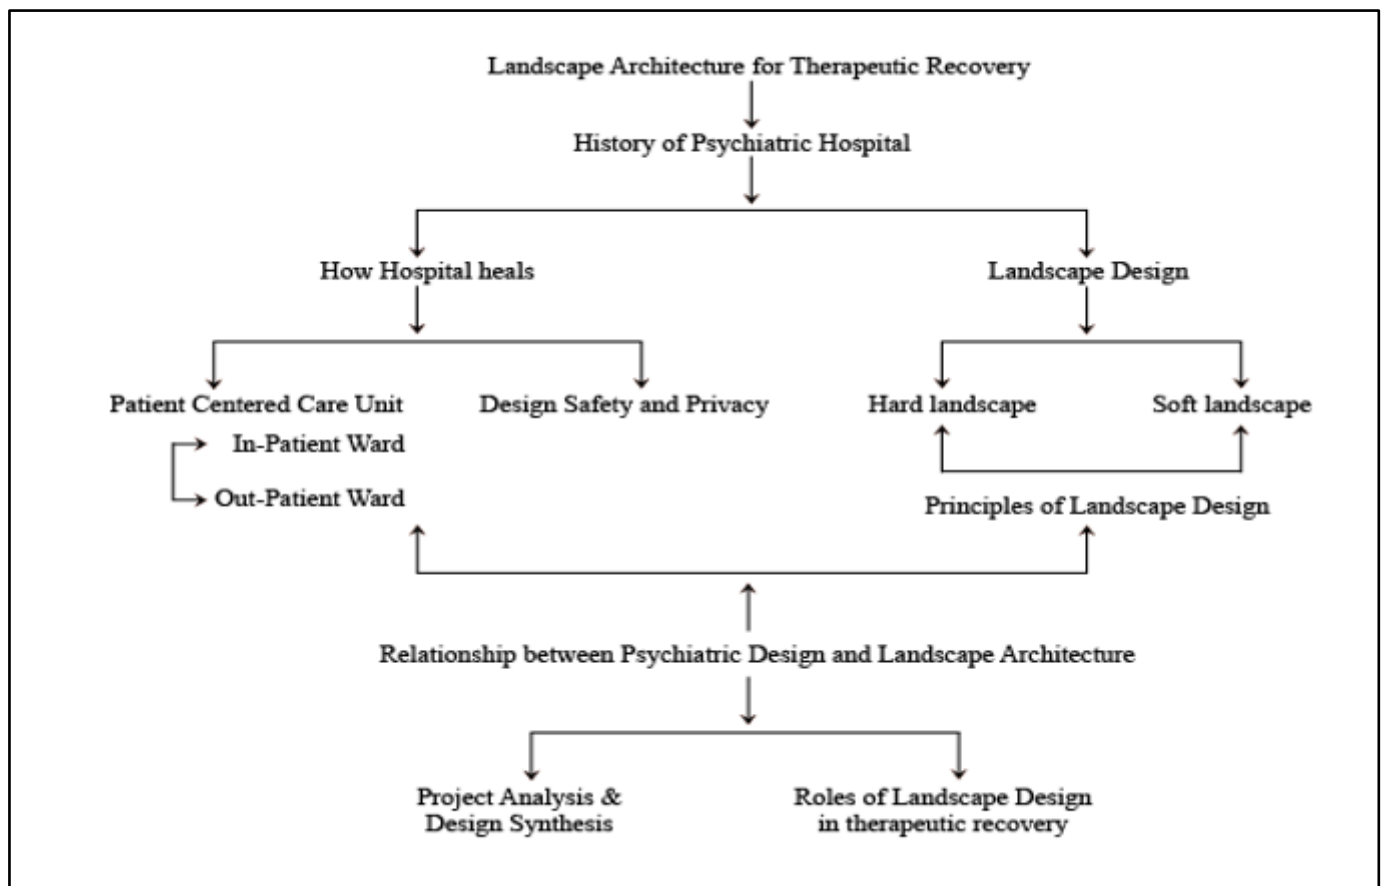 Landscape Architecture for Therapeutic Recovery
History of Psychiatric Hospital
How Hospital heals
Landscape Design
Patient Centered Care Unit
Design Safety and Privacy
Hard landscape
Soft landscape
In-Patient Ward
Out-Patient Ward
Principles of Landscape Design
Relationship between Psychiatric Design and Landscape Architecture
Project Analysis &
Design Synthesis
Roles of Landscape Design
in therapeutic recovery